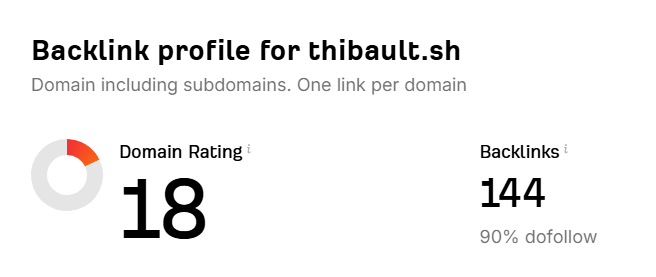 Backlink profile for thibault.sh
Domain including subdomains. One link per domain
Domain Rating i
18
Backlinks i
144
90% dofollow